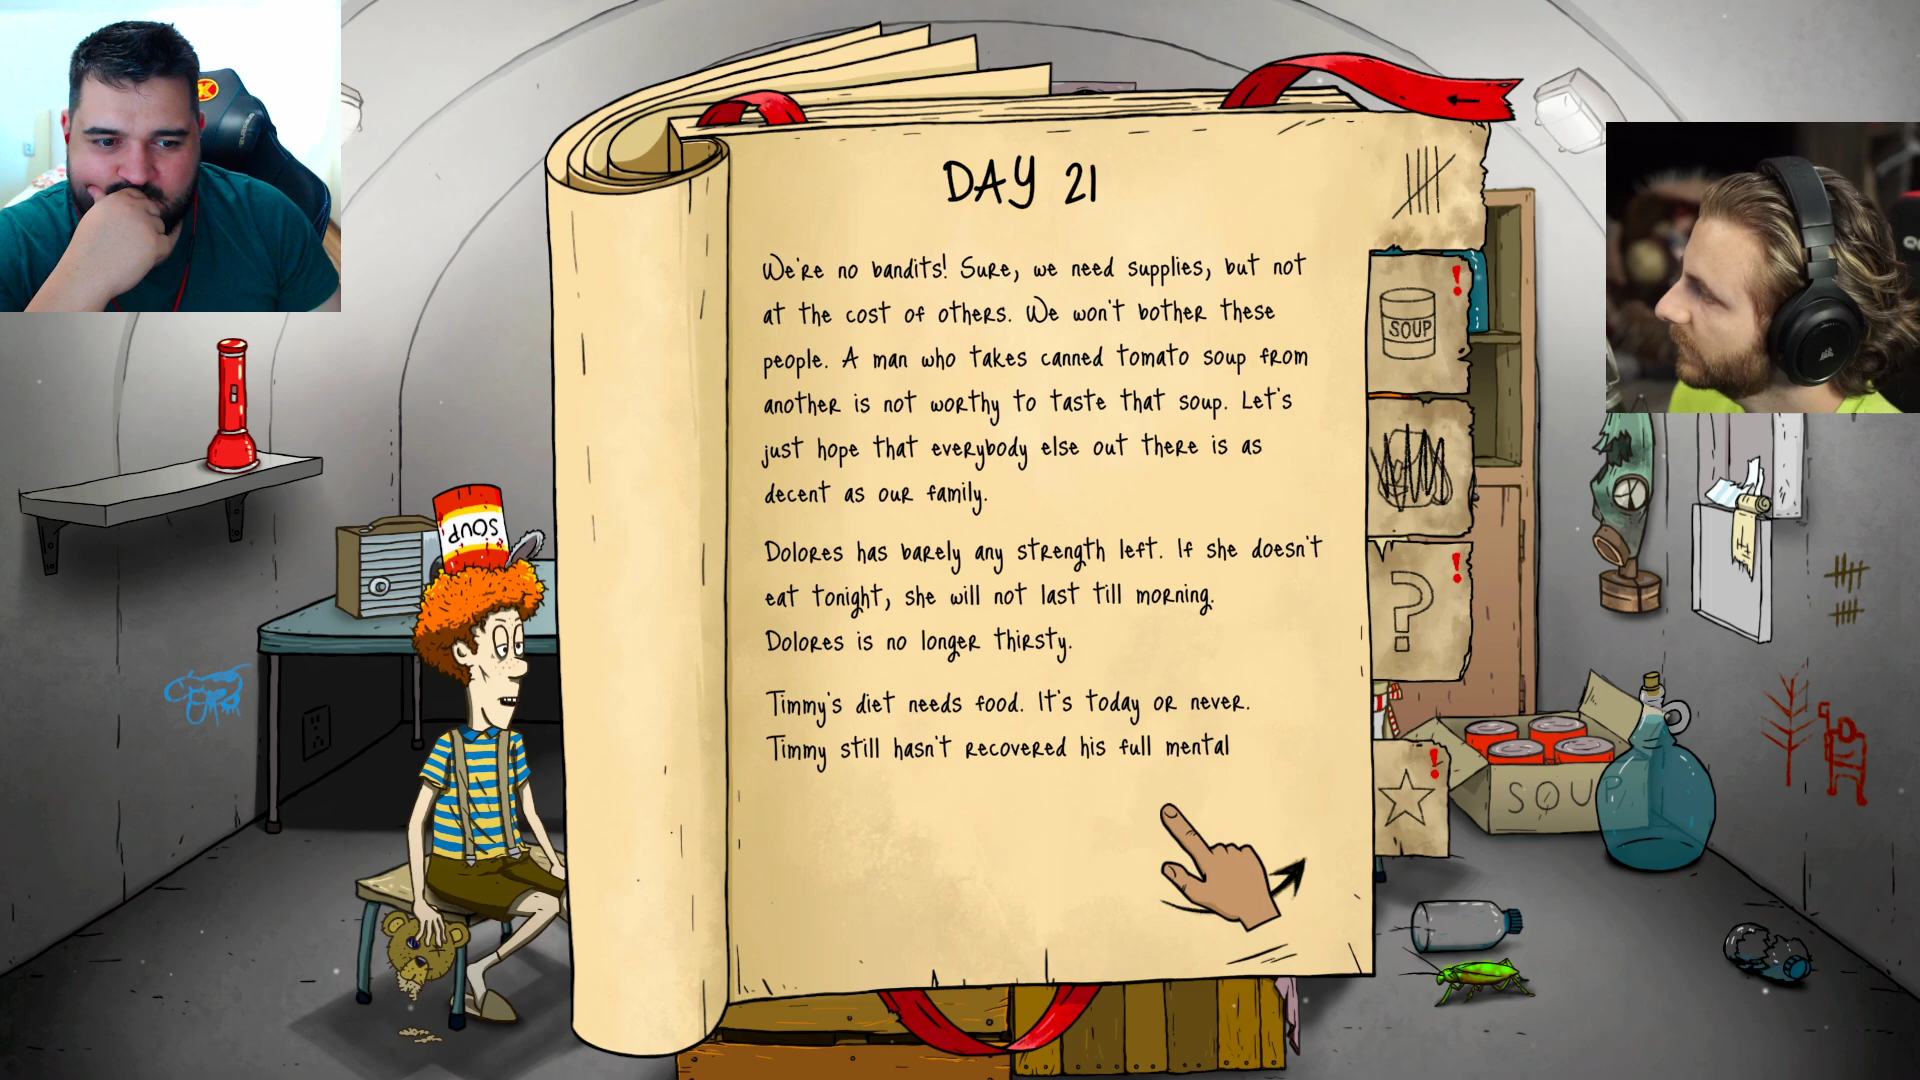 DAY 21
We're no bandits! Sure, we need supplies, but not
at the cost of others. We won't bother these
people. A man who takes canned tomato soup from
another is not worthy to taste that soup. Let's
just hope that everybody else out there is as
decent as our family.
Dolores has barely any strength left. If she doesn't
eat tonight, she will not last till morning.
Dolores is no longer thirsty.
Timmy's diet needs food. It's today or never.
Timmy still hasn't recovered his full mental
!
SOUP
!
?
!
SOUP
SOUP